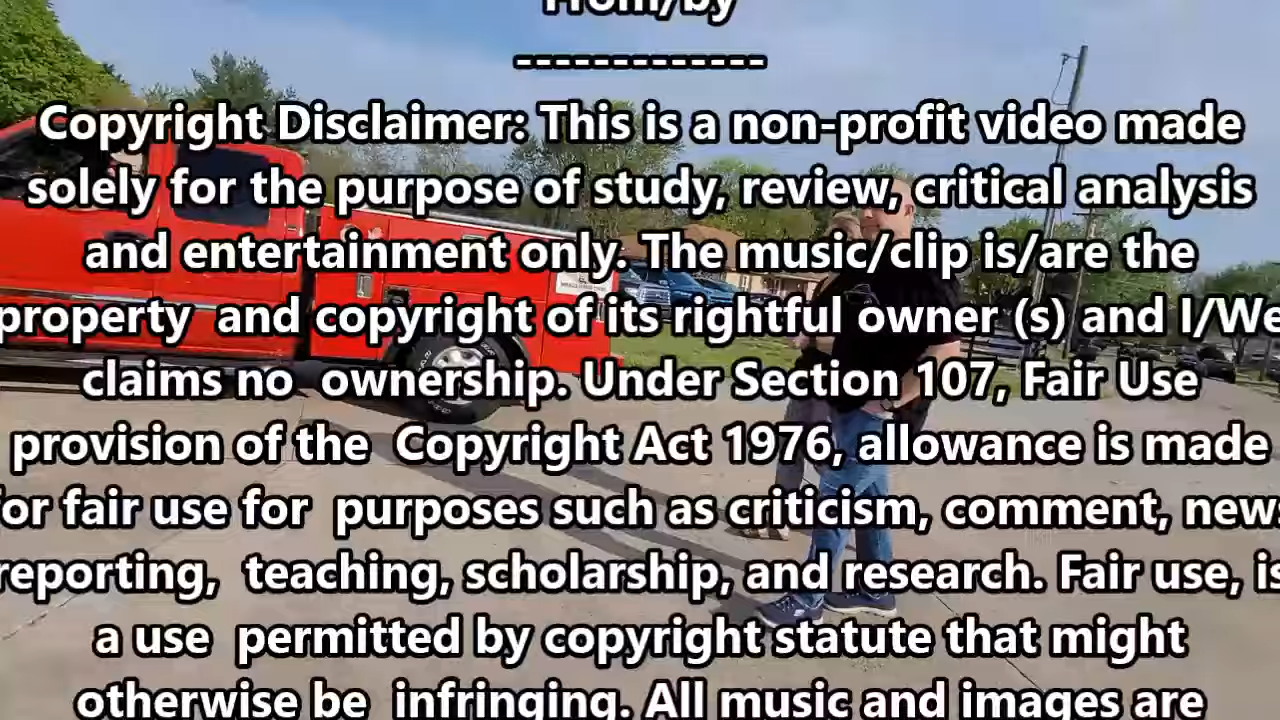 From/by
-------------
Copyright Disclaimer: This is a non-profit video made
solely for the purpose of study, review, critical analysis
and entertainment only. The music/clip is/are the
property and copyright of its rightful owner (s) and I/We
claims no ownership. Under Section 107, Fair Use
provision of the Copyright Act 1976, allowance is made
for fair use for purposes such as criticism, comment, news
reporting, teaching, scholarship, and research. Fair use, is
a use permitted by copyright statute that might
otherwise be infringing. All music and images are